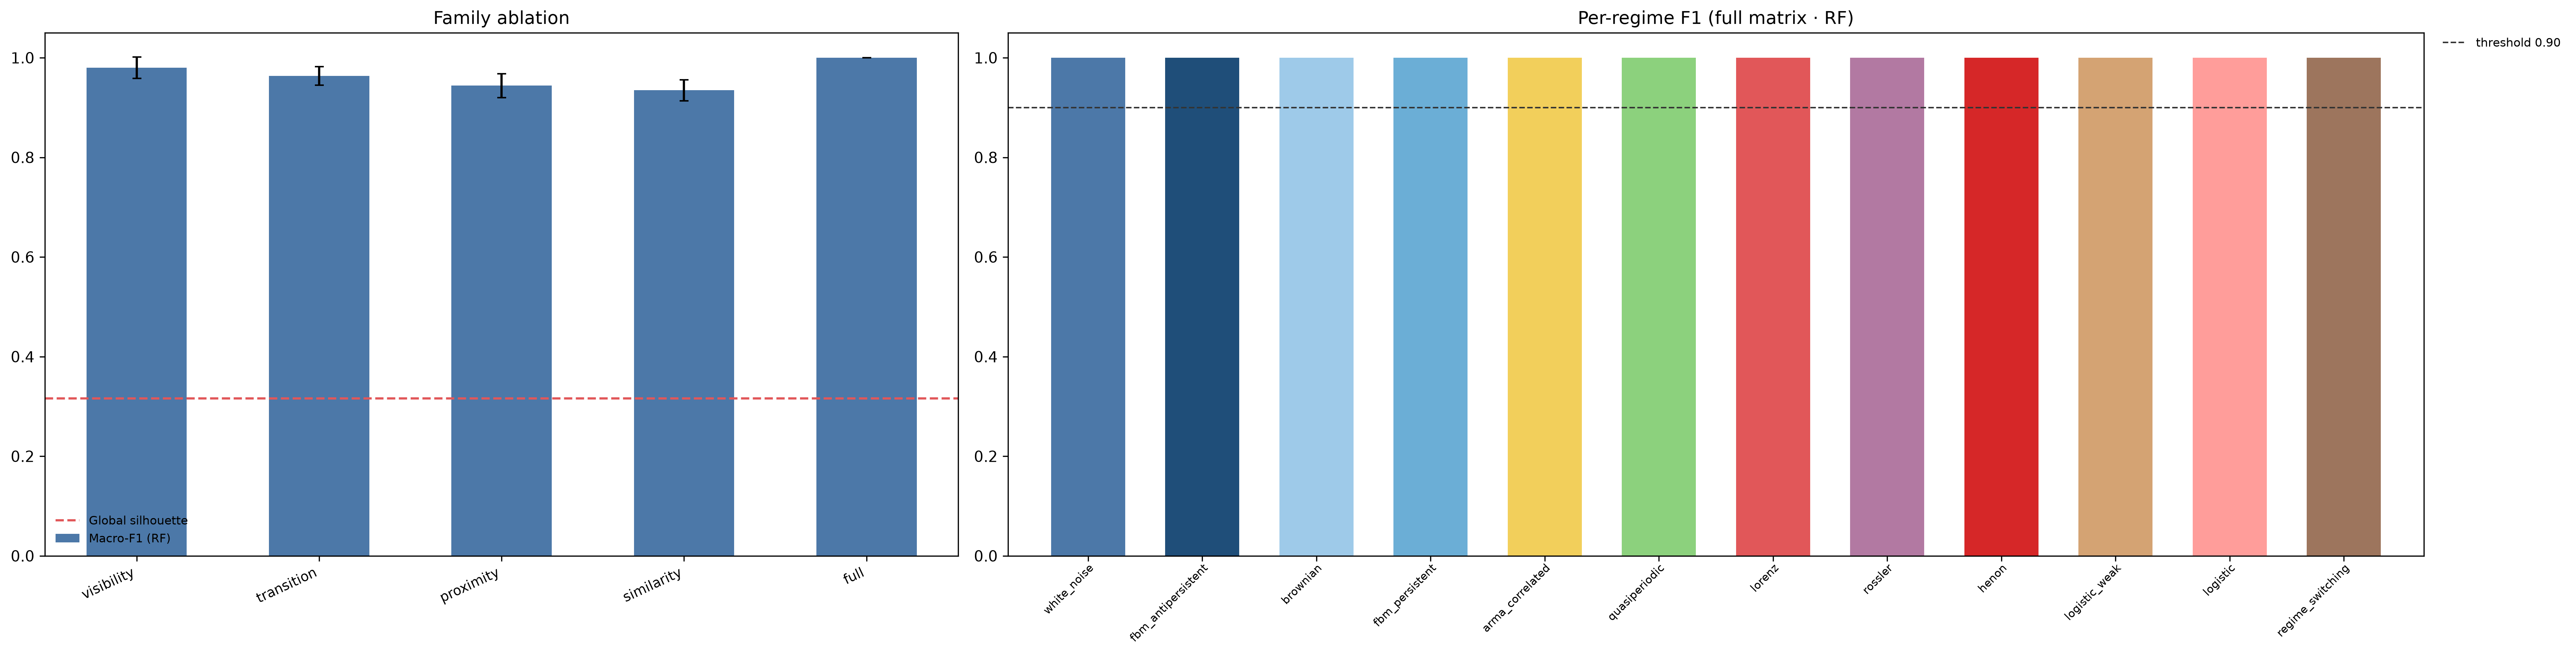 Family ablation
1.0
0.8
0.6
0.4
0.2
0.0
Global silhouette
Macro-F1 (RF)
visibility
transition
proximity
similarity
full
Per-regime F1 (full matrix · RF)
1.0
0.8
0.6
0.4
0.2
0.0
white_noise
fbm_antipersistent
brownian
fbm_persistent
arma_correlated
quasiperiodic
lorenz
rossler
henon
logistic_weak
logistic
regime_switching
threshold 0.90